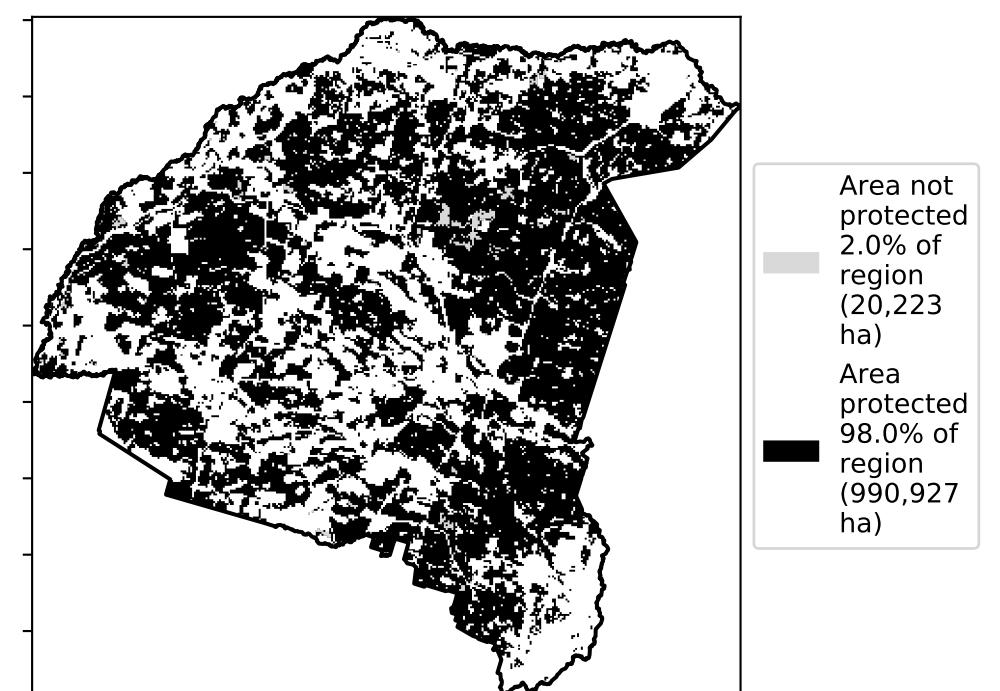 Area not
protected
2.0% of
region
(20,223
ha)
Area
protected
98.0% of
region
(990,927
ha)